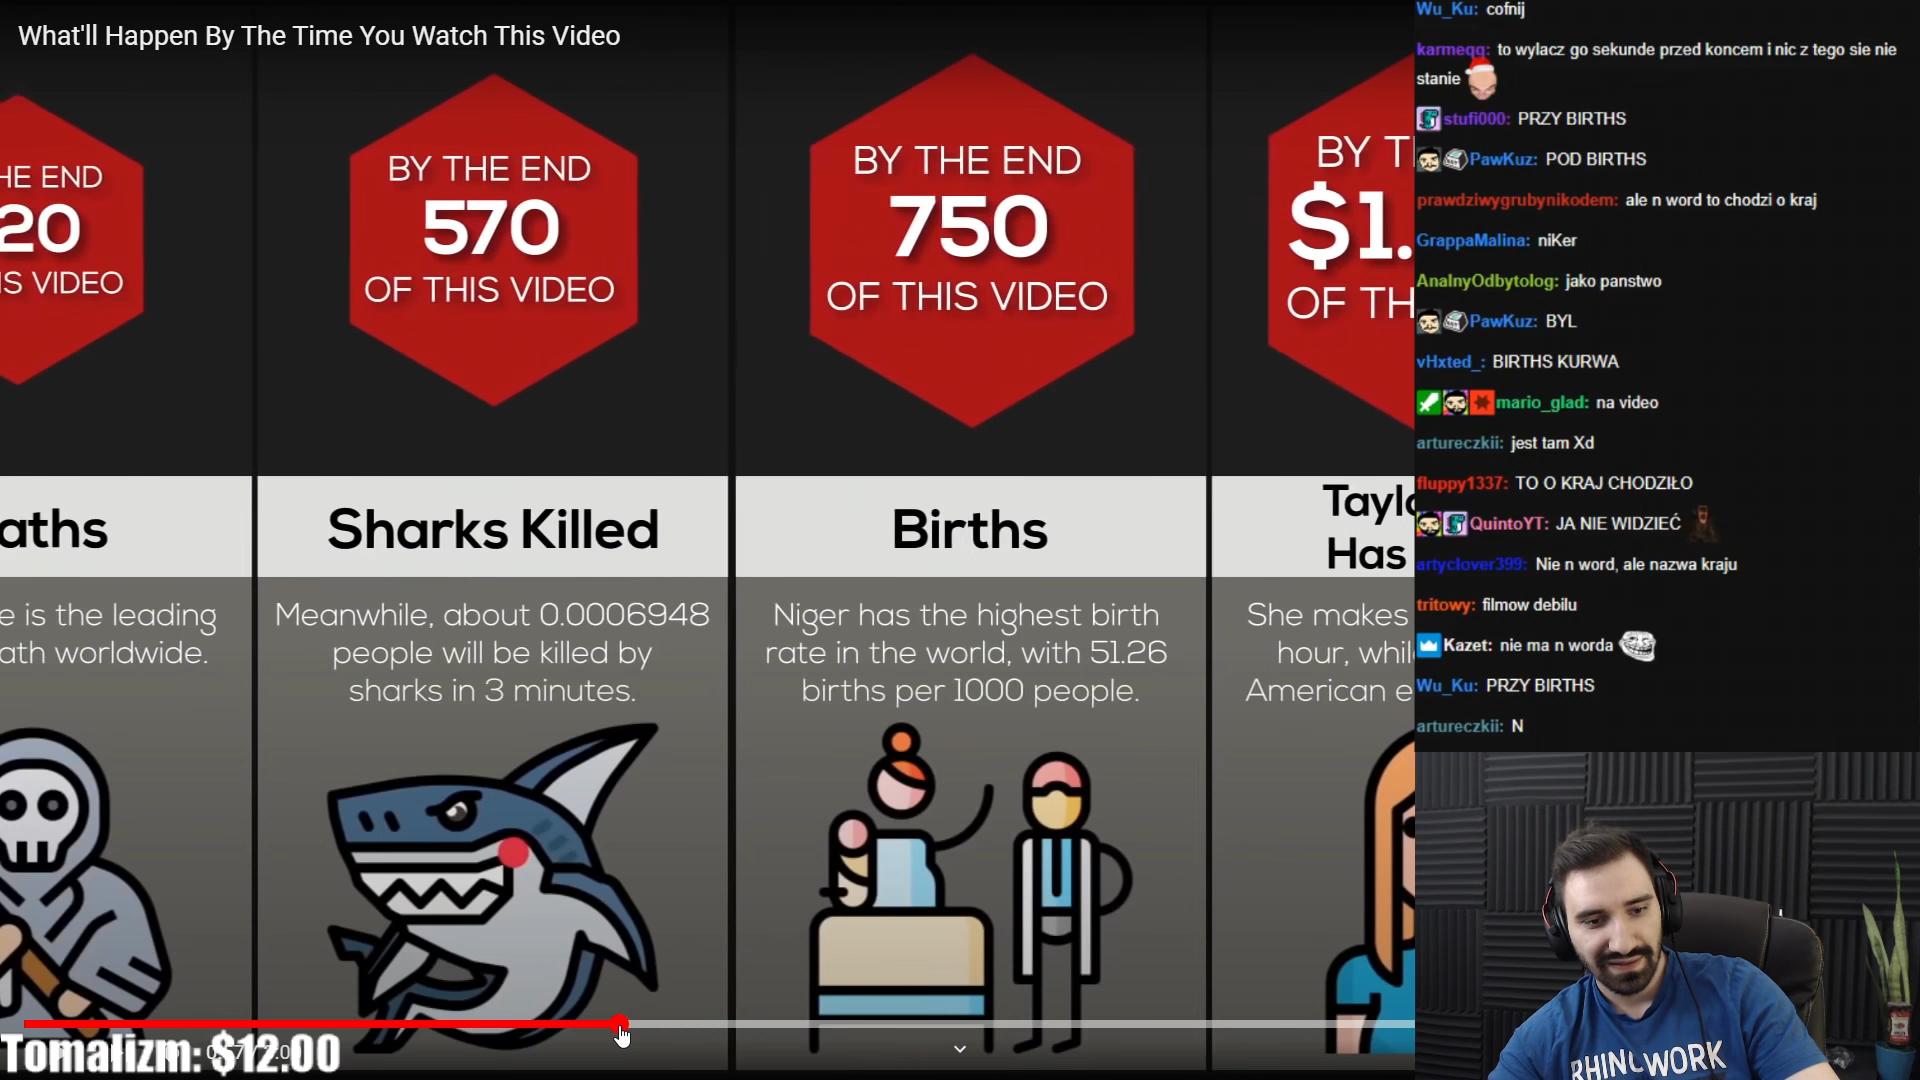 What'll Happen By The Time You Watch This Video
HE END
20
IS VIDEO
BY THE END
570
OF THIS VIDEO
BY THE END
750
OF THIS VIDEO
BY T
$1.
OF TH
aths
Sharks Killed
Births
Taylo
Has
e is the leading
ath worldwide.
Meanwhile, about 0.0006948
people will be killed by
sharks in 3 minutes.
Niger has the highest birth
rate in the world, with 51.26
births per 1000 people.
She makes
hour, whil
American e
Tomalizm: $12.00
Wu_Ku: cofnij
karmeqq: to wylacz go sekunde przed koncem i nic z tego sie nie
stanie
stufi000: PRZY BIRTHS
PawKuz: POD BIRTHS
prawdziwygrubynikodem: ale n word to chodzi o kraj
GrappaMalina: niKer
AnalnyOdbytolog: jako panstwo
PawKuz: BYL
vHxted_: BIRTHS KURWA
mario_glad: na video
artureczkii: jest tam Xd
fluppy1337: TO O KRAJ CHODZIŁO
QuintoYT: JA NIE WIDZIEĆ
artyclover399: Nie n word, ale nazwa kraju
tritowy: filmow debilu
Kazet: nie ma n worda
Wu_Ku: PRZY BIRTHS
artureczkii: N
RHINOWORK